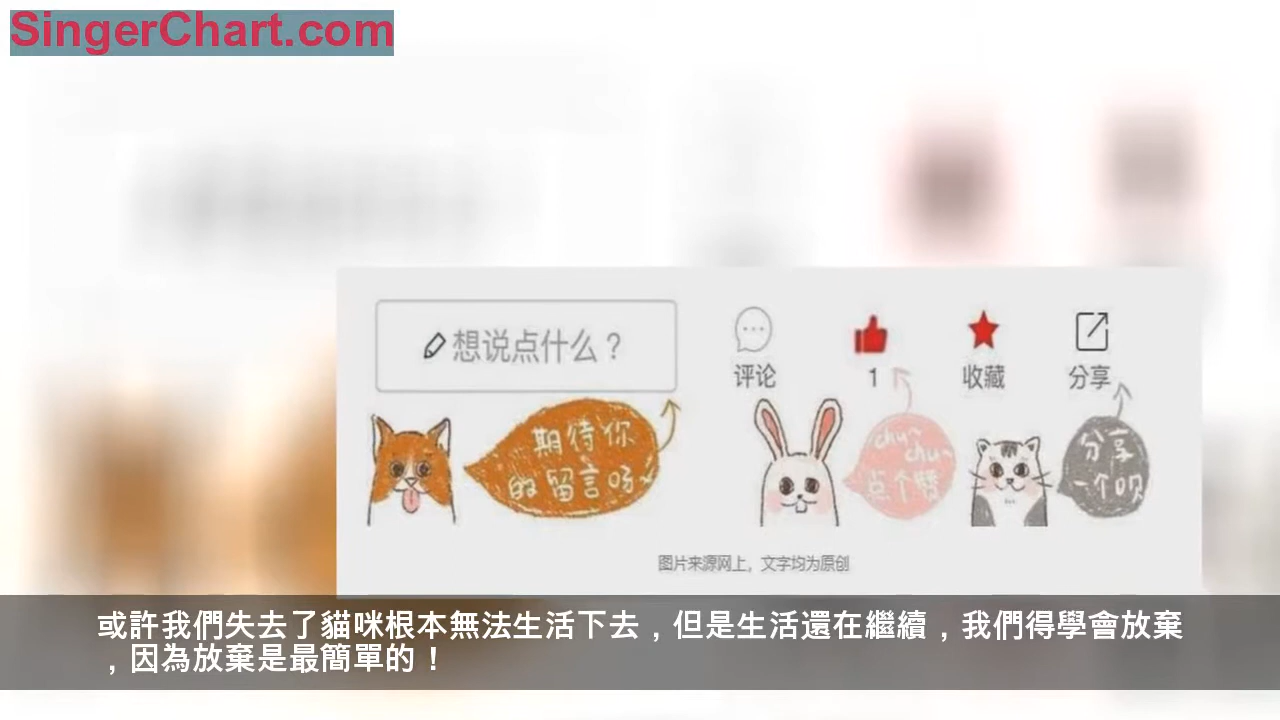 SingerChart.com
想说点什么？
评论
1
收藏
分享
期待你
的留言哟~
chu~
chu~
点个赞
分享
一个呗
图片来源网上，文字均为原创
或許我們失去了貓咪根本無法生活下去，但是生活還在繼續，我們得學會放棄
，因為放棄是最簡單的！